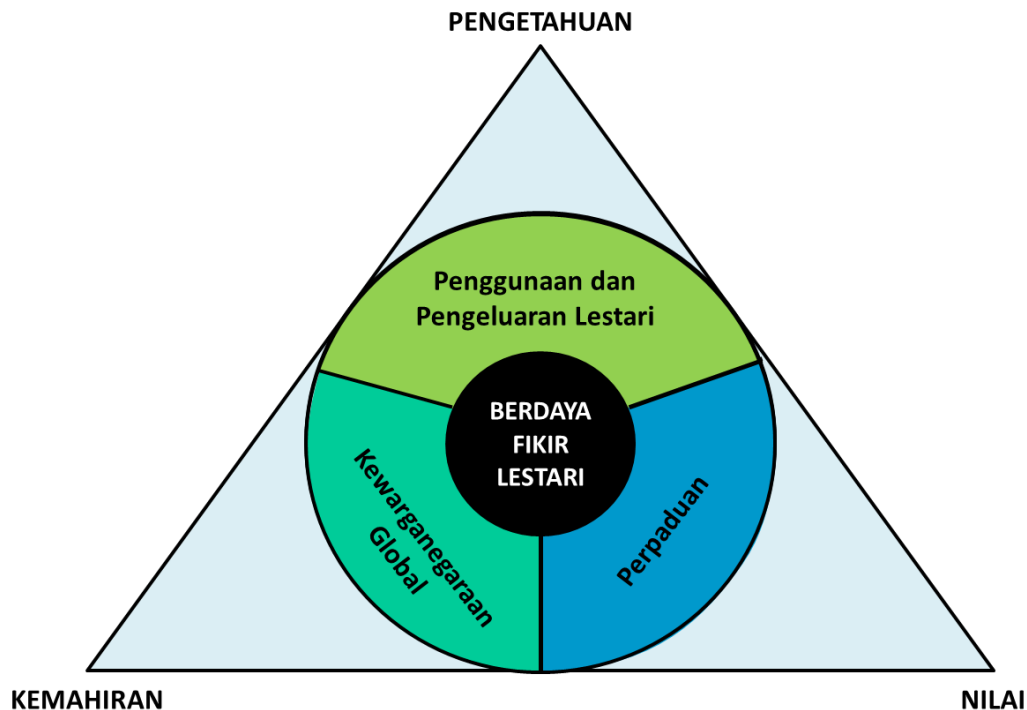 PENGETAHUAN
Penggunaan dan
Pengeluaran Lestari
BERDAYA
FIKIR
LESTARI
Kewarganegaraan
Global
Perpaduan
KEMAHIRAN
NILAI